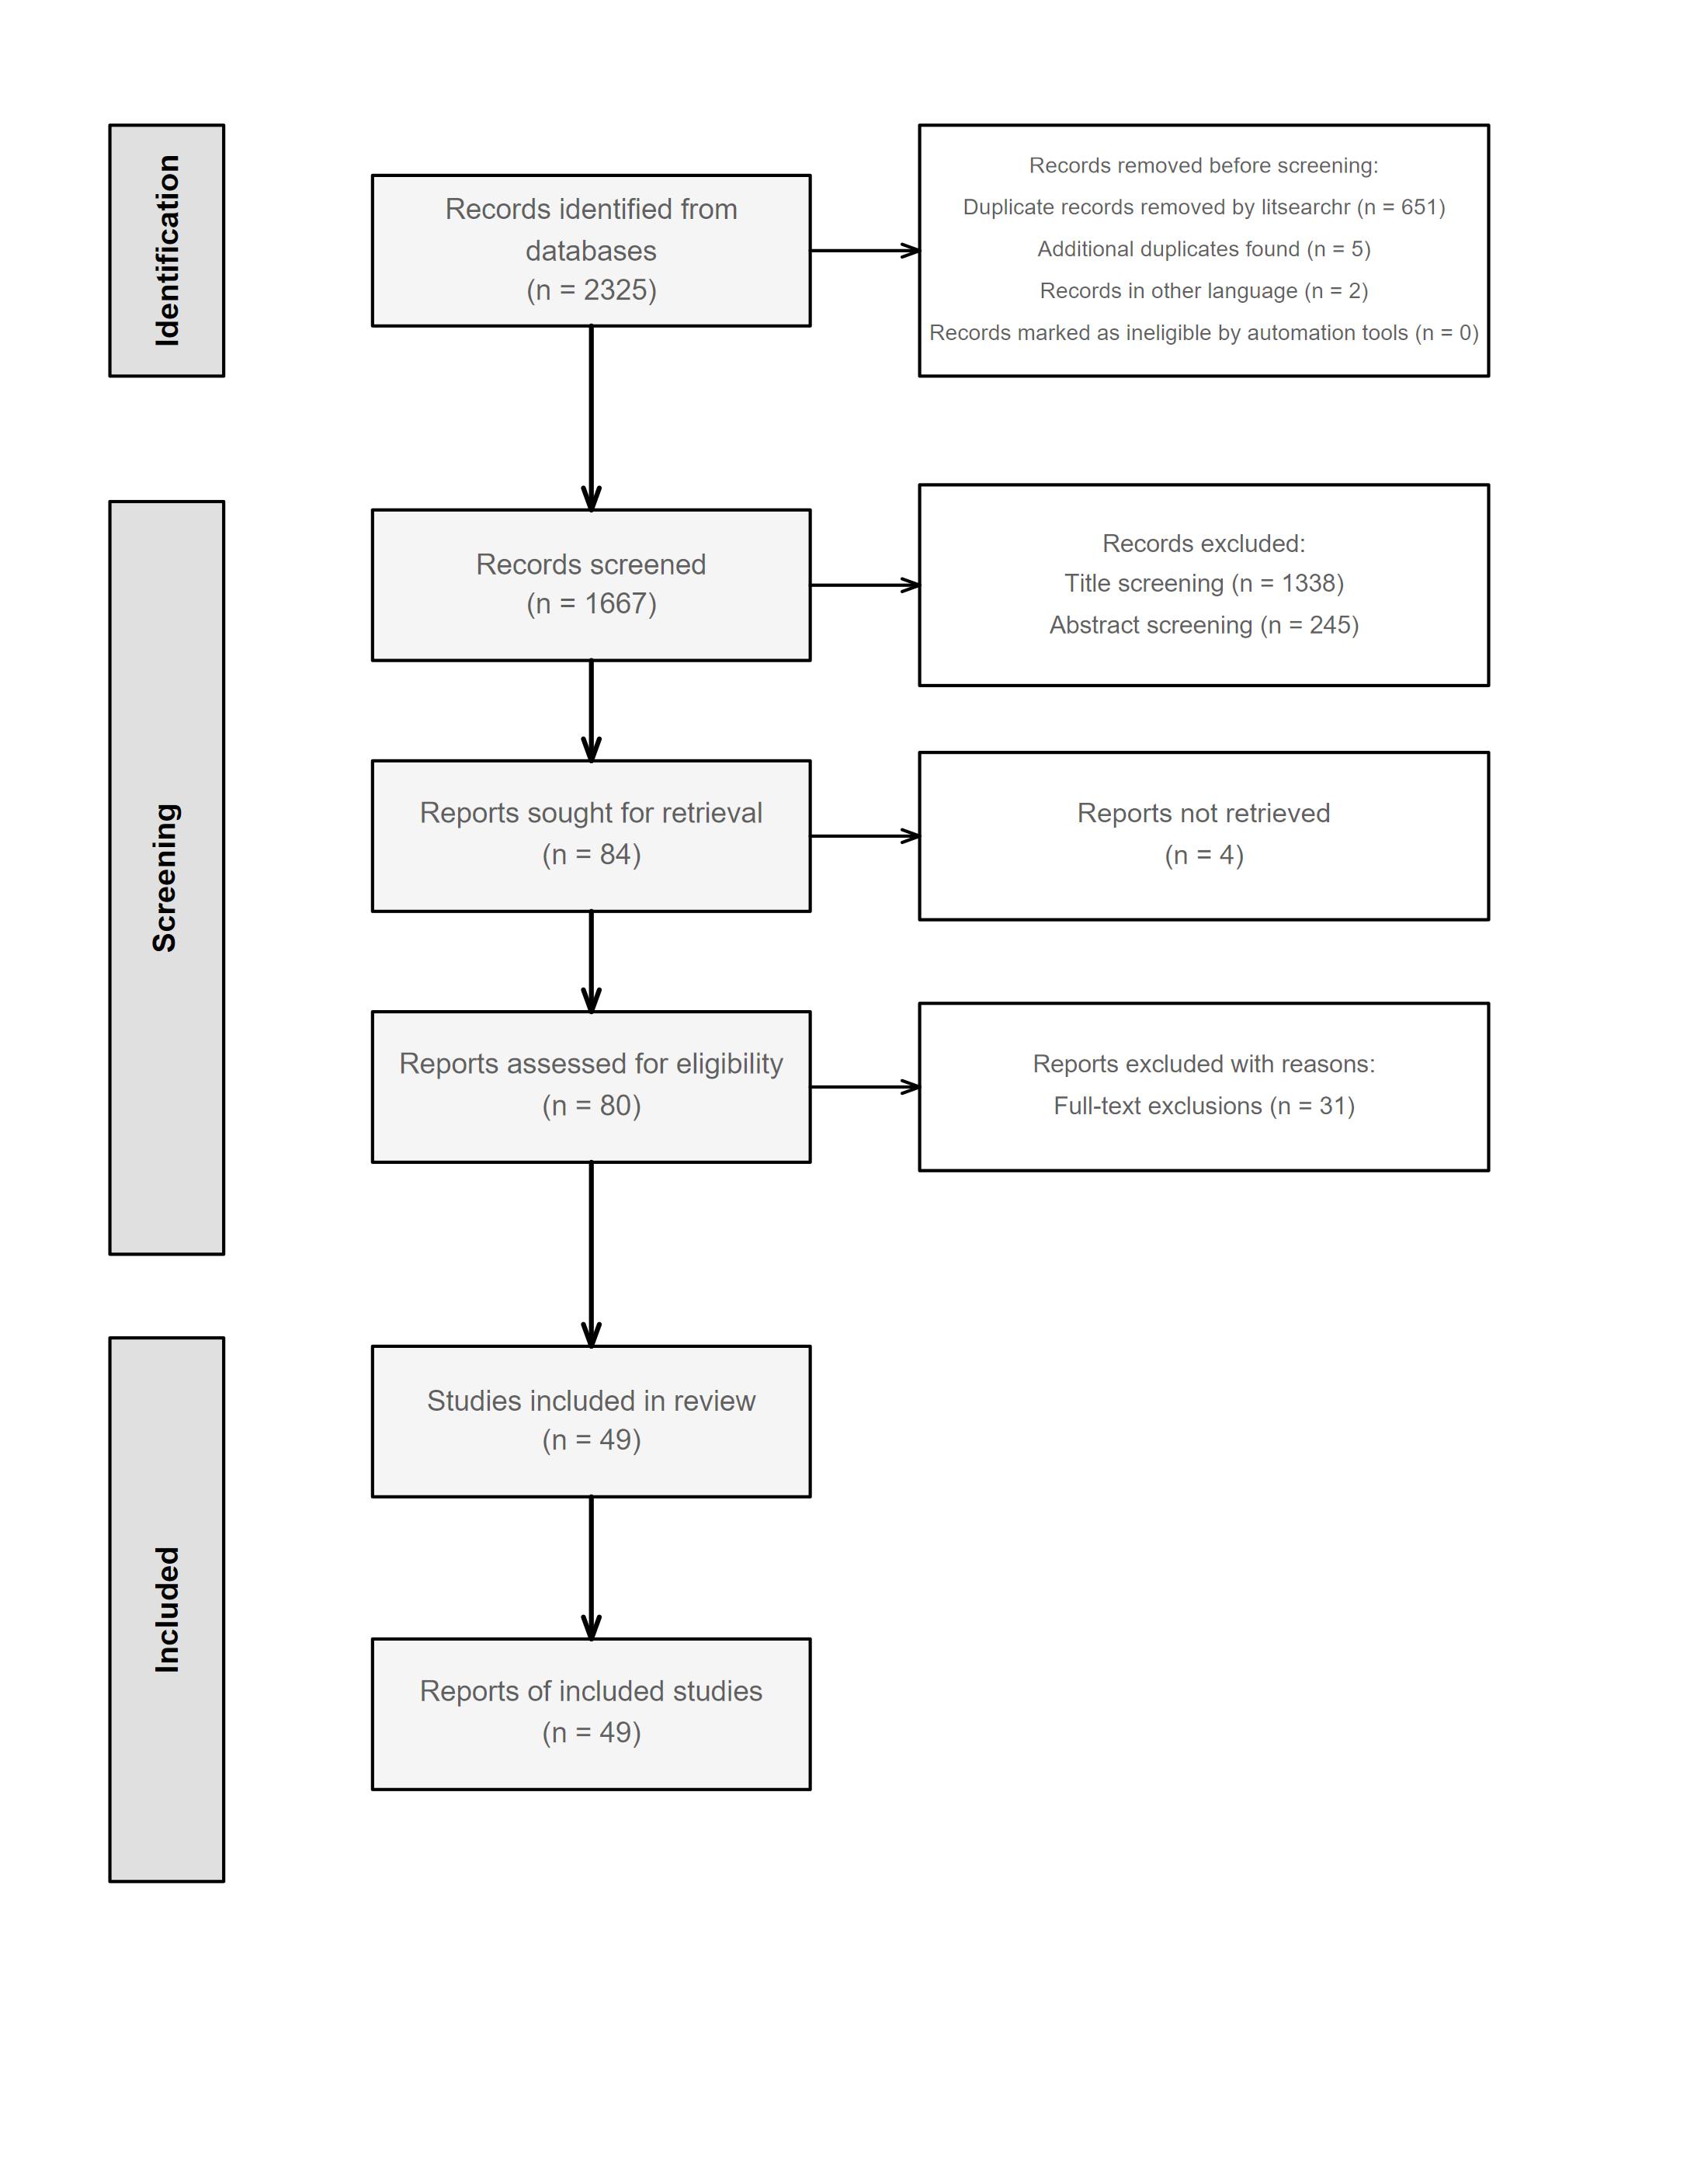 Identification
Records identified from
databases
(n = 2325)
Records removed before screening:
Duplicate records removed by litsearchr (n = 651)
Additional duplicates found (n = 5)
Records in other language (n = 2)
Records marked as ineligible by automation tools (n = 0)
Screening
Records screened
(n = 1667)
Records excluded:
Title screening (n = 1338)
Abstract screening (n = 245)
Reports sought for retrieval
(n = 84)
Reports not retrieved
(n = 4)
Reports assessed for eligibility
(n = 80)
Reports excluded with reasons:
Full-text exclusions (n = 31)
Included
Studies included in review
(n = 49)
Reports of included studies
(n = 49)